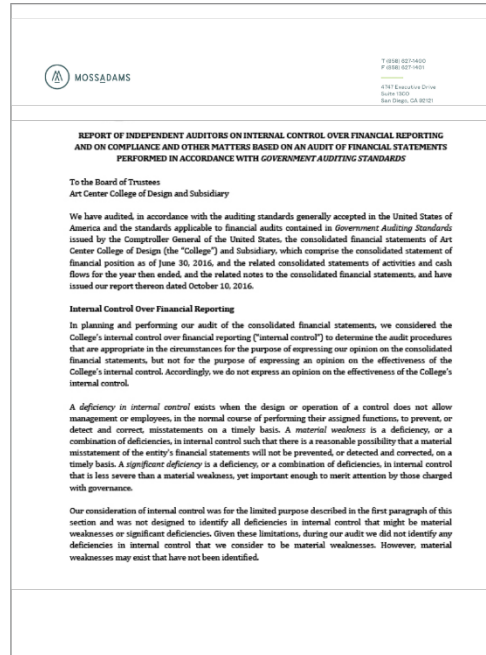 MOSSADAMS
T (858) 627-1400
F (858) 627-1401
4747 Executive Drive
Suite 1300
San Diego, CA 92121
REPORT OF INDEPENDENT AUDITORS ON INTERNAL CONTROL OVER FINANCIAL REPORTING
AND ON COMPLIANCE AND OTHER MATTERS BASED ON AN AUDIT OF FINANCIAL STATEMENTS
PERFORMED IN ACCORDANCE WITH GOVERNMENT AUDITING STANDARDS
To the Board of Trustees
Art Center College of Design and Subsidiary
We have audited, in accordance with the auditing standards generally accepted in the United States of
America and the standards applicable to financial audits contained in Government Auditing Standards
issued by the Comptroller General of the United States, the consolidated financial statements of Art
Center College of Design (the "College") and Subsidiary, which comprise the consolidated statement of
financial position as of June 30, 2016, and the related consolidated statements of activities and cash
flows for the year then ended, and the related notes to the consolidated financial statements, and have
issued our report thereon dated October 10, 2016.
Internal Control Over Financial Reporting
In planning and performing our audit of the consolidated financial statements, we considered the
College's internal control over financial reporting ("internal control") to determine the audit procedures
that are appropriate in the circumstances for the purpose of expressing our opinion on the consolidated
financial statements, but not for the purpose of expressing an opinion on the effectiveness of the
College's internal control. Accordingly, we do not express an opinion on the effectiveness of the College's
internal control.
A deficiency in internal control exists when the design or operation of a control does not allow
management or employees, in the normal course of performing their assigned functions, to prevent, or
detect and correct, misstatements on a timely basis. A material weakness is a deficiency, or a
combination of deficiencies, in internal control such that there is a reasonable possibility that a material
misstatement of the entity's financial statements will not be prevented, or detected and corrected, on a
timely basis. A significant deficiency is a deficiency, or a combination of deficiencies, in internal control
that is less severe than a material weakness, yet important enough to merit attention by those charged
with governance.
Our consideration of internal control was for the limited purpose described in the first paragraph of this
section and was not designed to identify all deficiencies in internal control that might be material
weaknesses or significant deficiencies. Given these limitations, during our audit we did not identify any
deficiencies in internal control that we consider to be material weaknesses. However, material
weaknesses may exist that have not been identified.